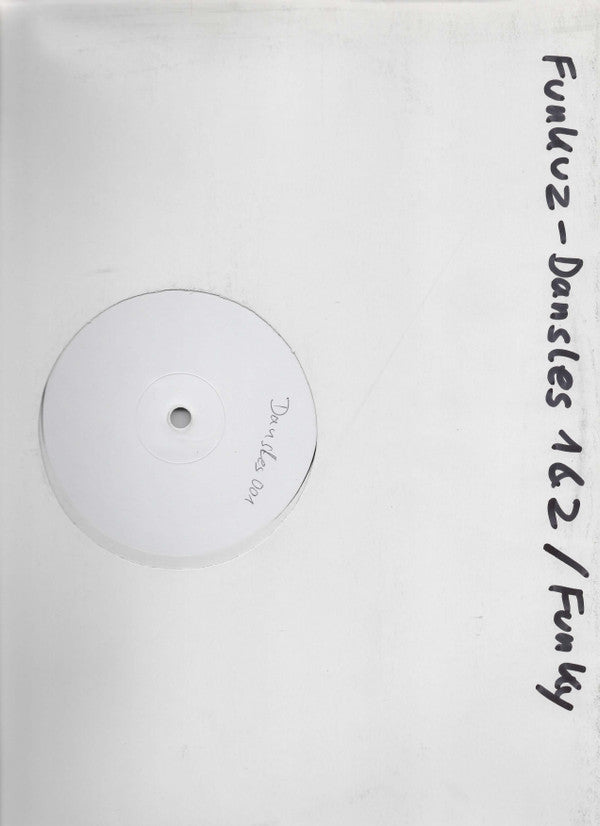 Funkuz - Dansles 1&2 / Funky
Dansles 001